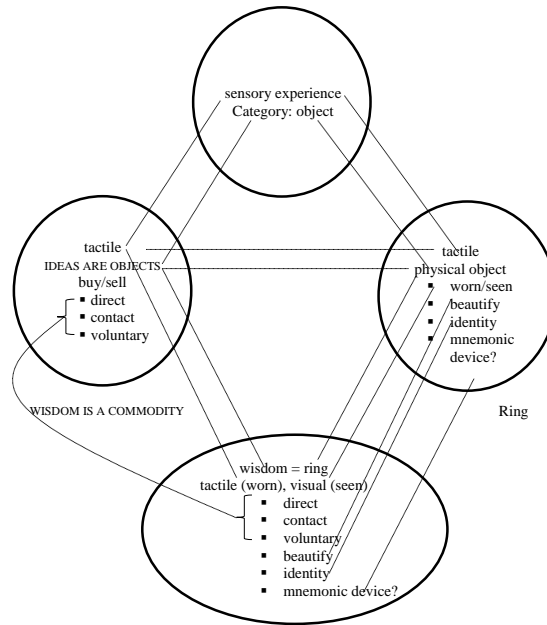 sensory experience
Category: object
tactile
IDEAS ARE OBJECTS
buy/sell
▪ direct
▪ contact
▪ voluntary
tactile
physical object
▪ worn/seen
▪ beautify
▪ identity
▪ mnemonic
device?
WISDOM IS A COMMODITY
Ring
wisdom = ring
tactile (worn), visual (seen)
▪ direct
▪ contact
▪ voluntary
▪ beautify
▪ identity
▪ mnemonic device?